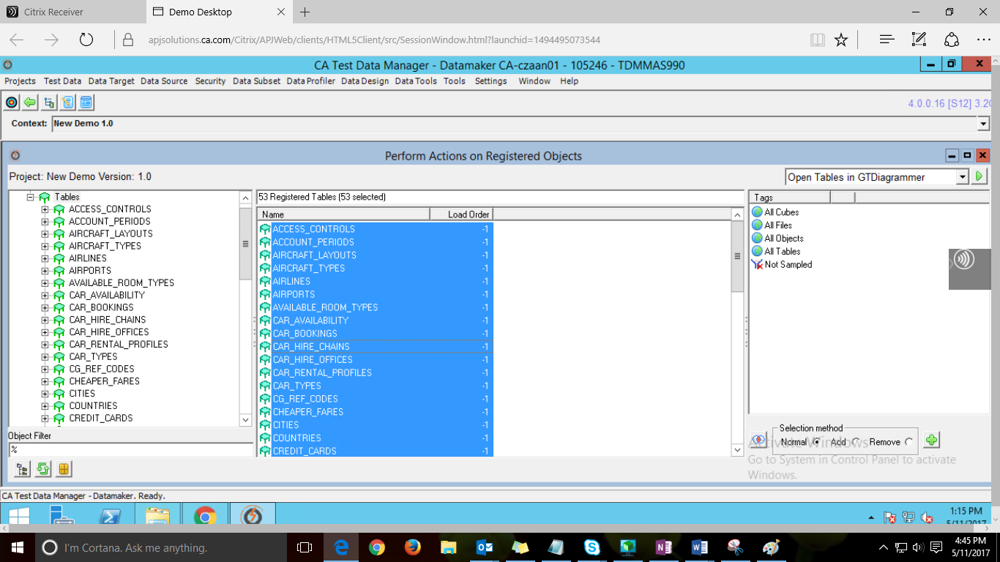 Citrix Receiver
Demo Desktop
apjsolutions.ca.com/Citrix/APJWeb/clients/HTML5Client/src/SessionWindow.html?launchid=1494495073544
CA Test Data Manager - Datamaker CA-czaan01 - 105246 - TDMMAS990
Projects Test Data Data Target Data Source Security Data Subset Data Profiler Data Design Data Tools Tools Settings Window Help
4.0.0.16 [S12] 3.2
Context: New Demo 1.0
Perform Actions on Registered Objects
Project: New Demo Version: 1.0
Open Tables in GTDiagrammer
Tables
ACCESS_CONTROLS
ACCOUNT_PERIODS
AIRCRAFT_LAYOUTS
AIRCRAFT_TYPES
AIRLINES
AIRPORTS
AVAILABLE_ROOM_TYPES
CAR_AVAILABILITY
CAR_BOOKINGS
CAR_HIRE_CHAINS
CAR_HIRE_OFFICES
CAR_RENTAL_PROFILES
CAR_TYPES
CG_REF_CODES
CHEAPER_FARES
CITIES
COUNTRIES
CREDIT_CARDS
Object Filter
%
53 Registered Tables (53 selected)
Name Load Order
ACCESS_CONTROLS -1
ACCOUNT_PERIODS -1
AIRCRAFT_LAYOUTS -1
AIRCRAFT_TYPES -1
AIRLINES -1
AIRPORTS -1
AVAILABLE_ROOM_TYPES -1
CAR_AVAILABILITY -1
CAR_BOOKINGS -1
CAR_HIRE_CHAINS -1
CAR_HIRE_OFFICES -1
CAR_RENTAL_PROFILES -1
CAR_TYPES -1
CG_REF_CODES -1
CHEAPER_FARES -1
CITIES -1
COUNTRIES -1
CREDIT_CARDS -1
Tags
All Cubes
All Files
All Objects
All Tables
Not Sampled
Selection method
Normal Add Remove
Activate Windows
Go to System in Control Panel to activate
Windows.
CA Test Data Manager - Datamaker. Ready.
1:15 PM
5/11/2017
I'm Cortana. Ask me anything.
4:45 PM
5/11/2017